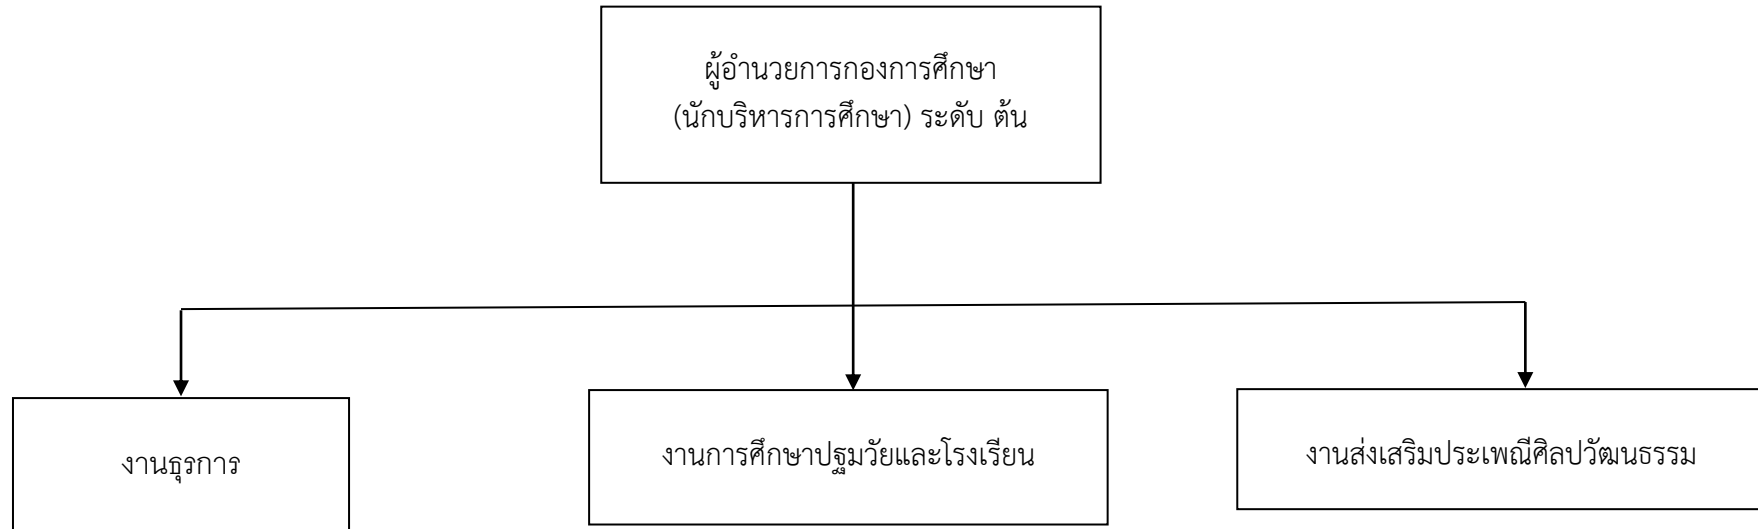 ผู้อำนวยการกองการศึกษา
(นักบริหารการศึกษา) ระดับ ต้น
งานธุรการ
งานการศึกษาปฐมวัยและโรงเรียน
งานส่งเสริมประเพณีศิลปวัฒนธรรม